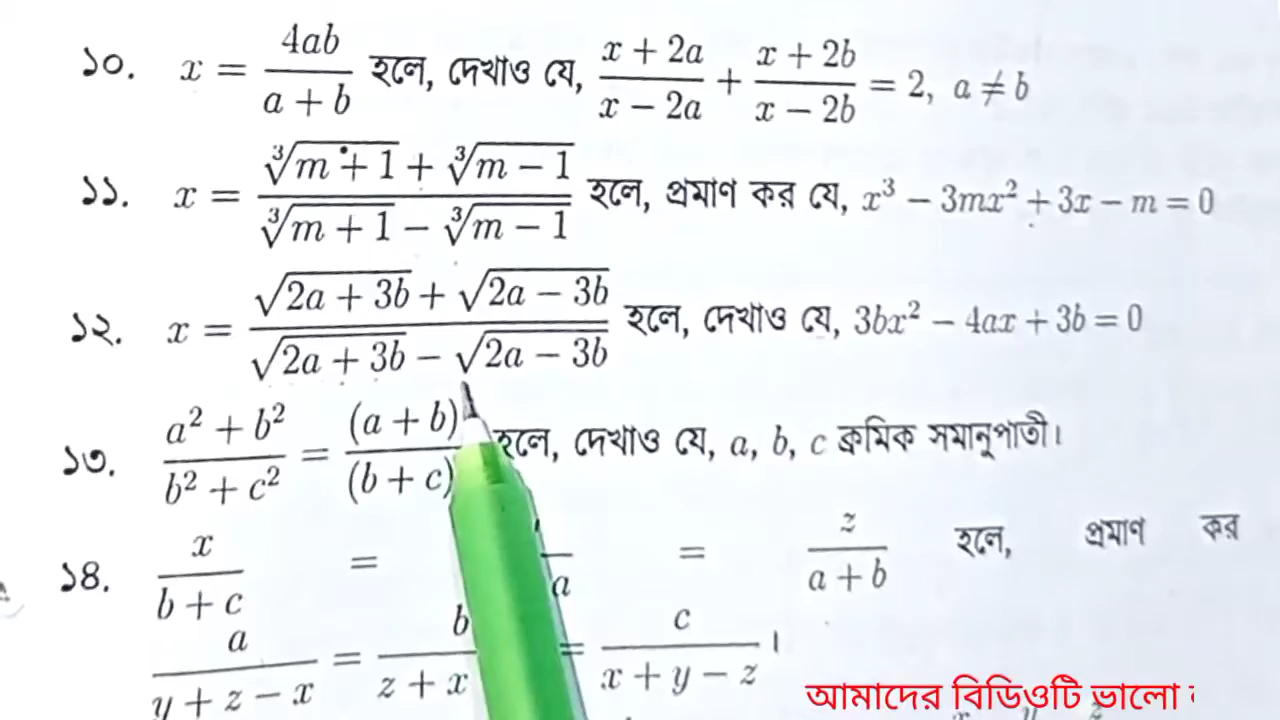 ১০. x = 4ab/(a + b) হলে, দেখাও যে, (x + 2a)/(x − 2a) + (x + 2b)/(x − 2b) = 2, a ≠ b
১১. x = (∛(m + 1) + ∛(m − 1))/(∛(m + 1) − ∛(m − 1)) হলে, প্রমাণ কর যে, x³ − 3mx² + 3x − m = 0
১২. x = (√(2a + 3b) + √(2a − 3b))/(√(2a + 3b) − √(2a − 3b)) হলে, দেখাও যে, 3bx² − 4ax + 3b = 0
১৩. (a² + b²)/(b² + c²) = (a + b)/(b + c) হলে, দেখাও যে, a, b, c ক্রমিক সমানুপাতী।
১৪. x/(b + c) = a = z/(a + b) হলে, প্রমাণ কর
a/(y + z − x) = b/(z + x = c/(x + y − z) ।
আমাদের বিডিওটি ভালো